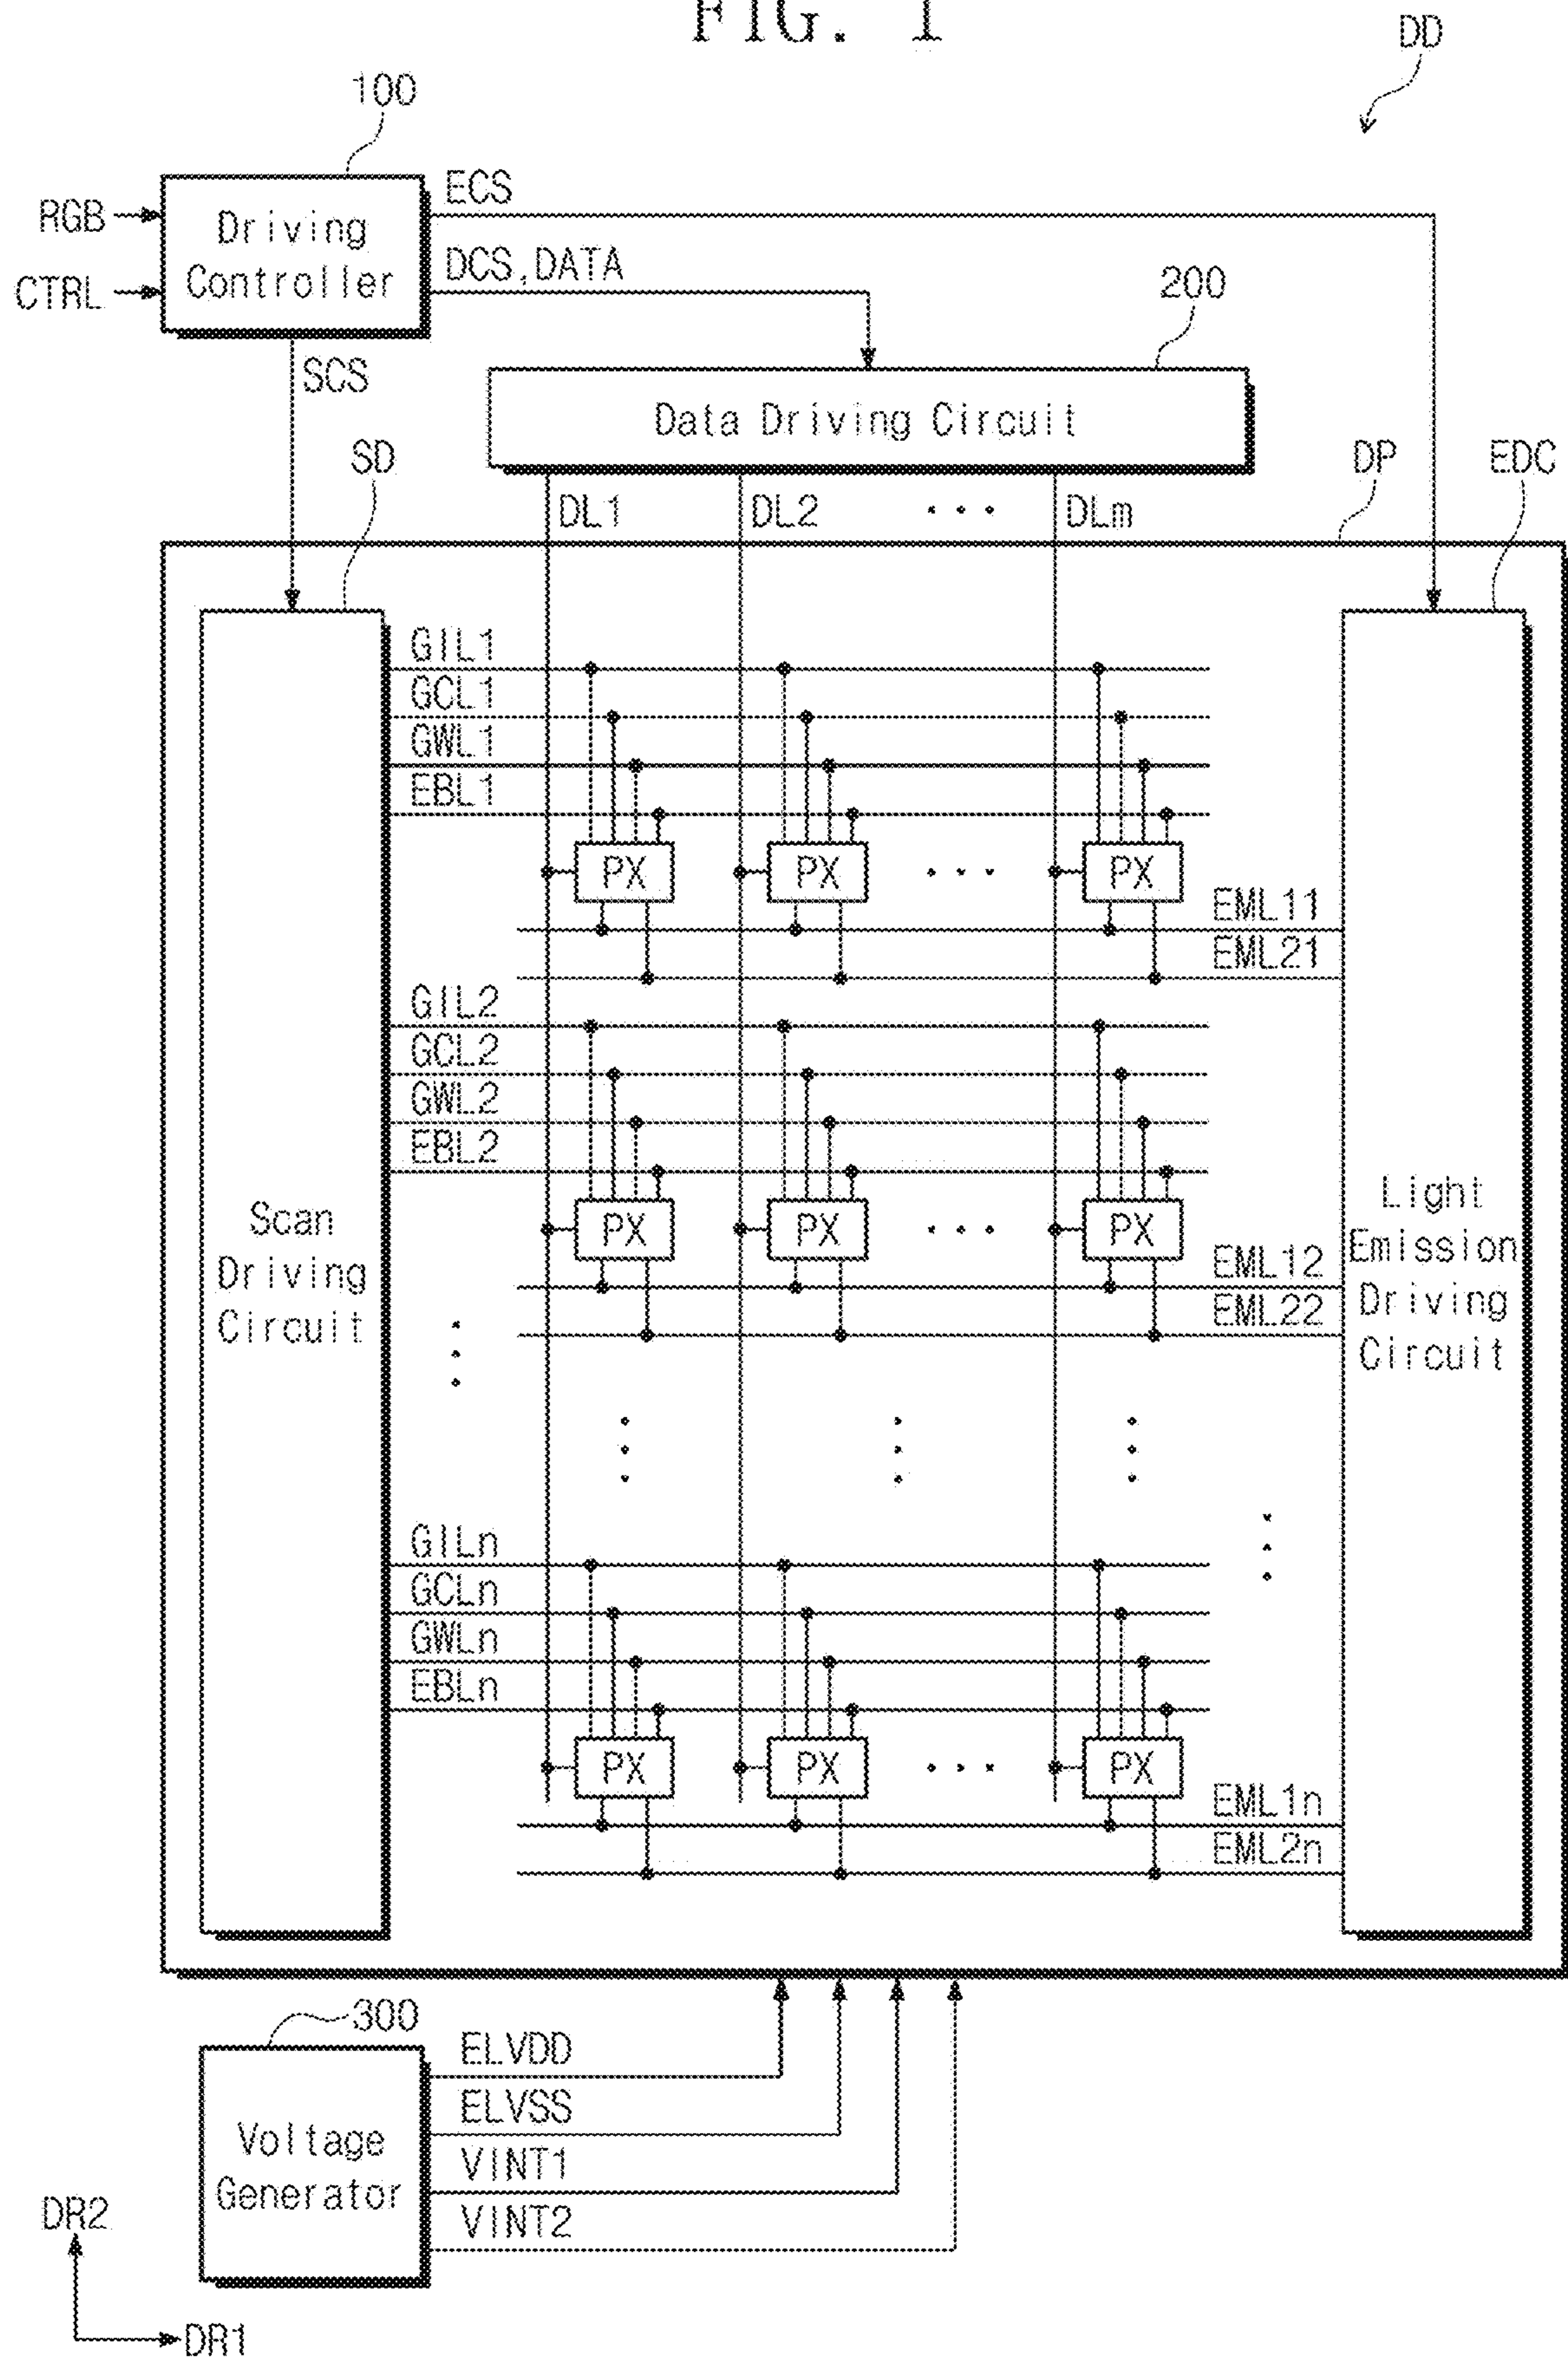 FIG. 1
DD
100
RGB
CTRL
Driving
Controller
ECS
DCS,DATA
SCS
200
Data Driving Circuit
SD
DP
EDC
DL1
DL2
DLm
GIL1
GCL1
GWL1
EBL1
PX
PX
PX
EML11
EML21
GIL2
GCL2
GWL2
EBL2
PX
PX
PX
EML12
EML22
Scan
Driving
Circuit
Light
Emission
Driving
Circuit
GILn
GCLn
GWLn
EBLn
PX
PX
PX
EML1n
EML2n
300
Voltage
Generator
ELVDD
ELVSS
VINT1
VINT2
DR2
DR1